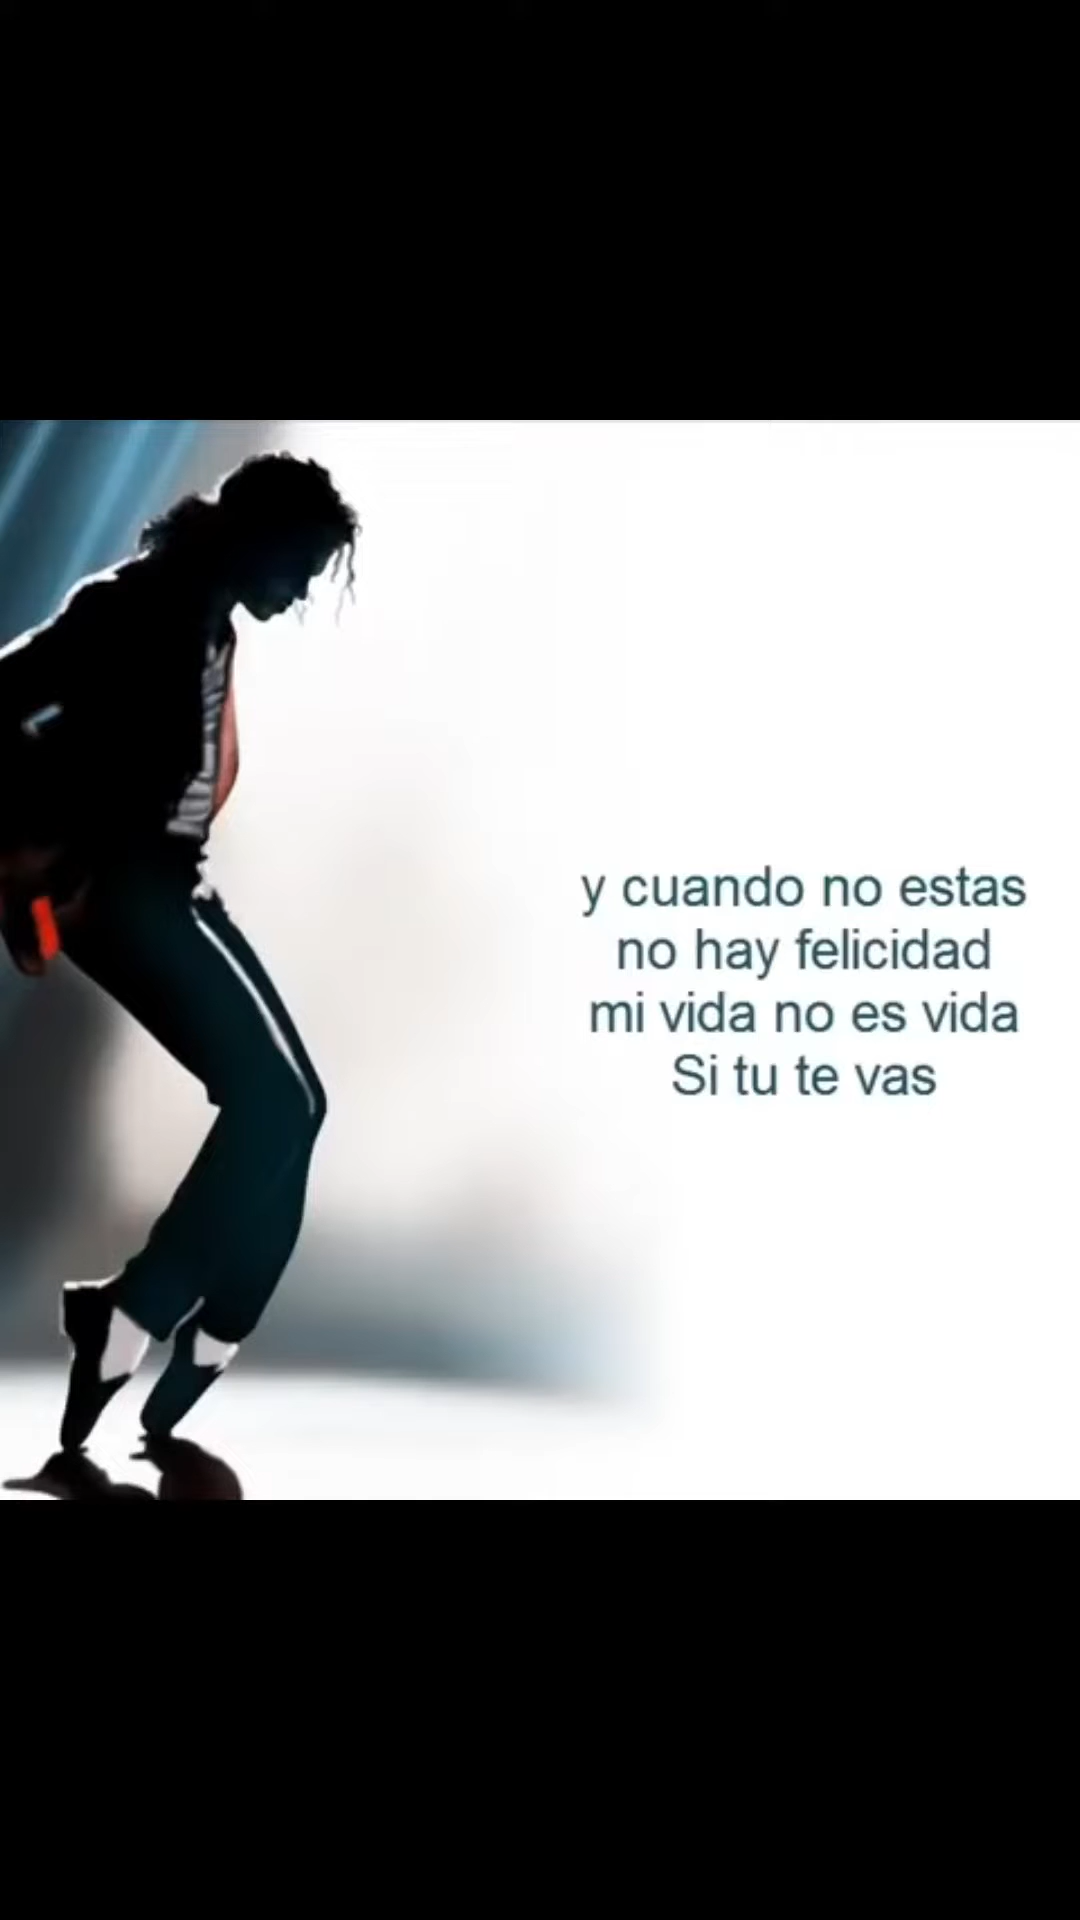 y cuando no estas
no hay felicidad
mi vida no es vida
Si tu te vas